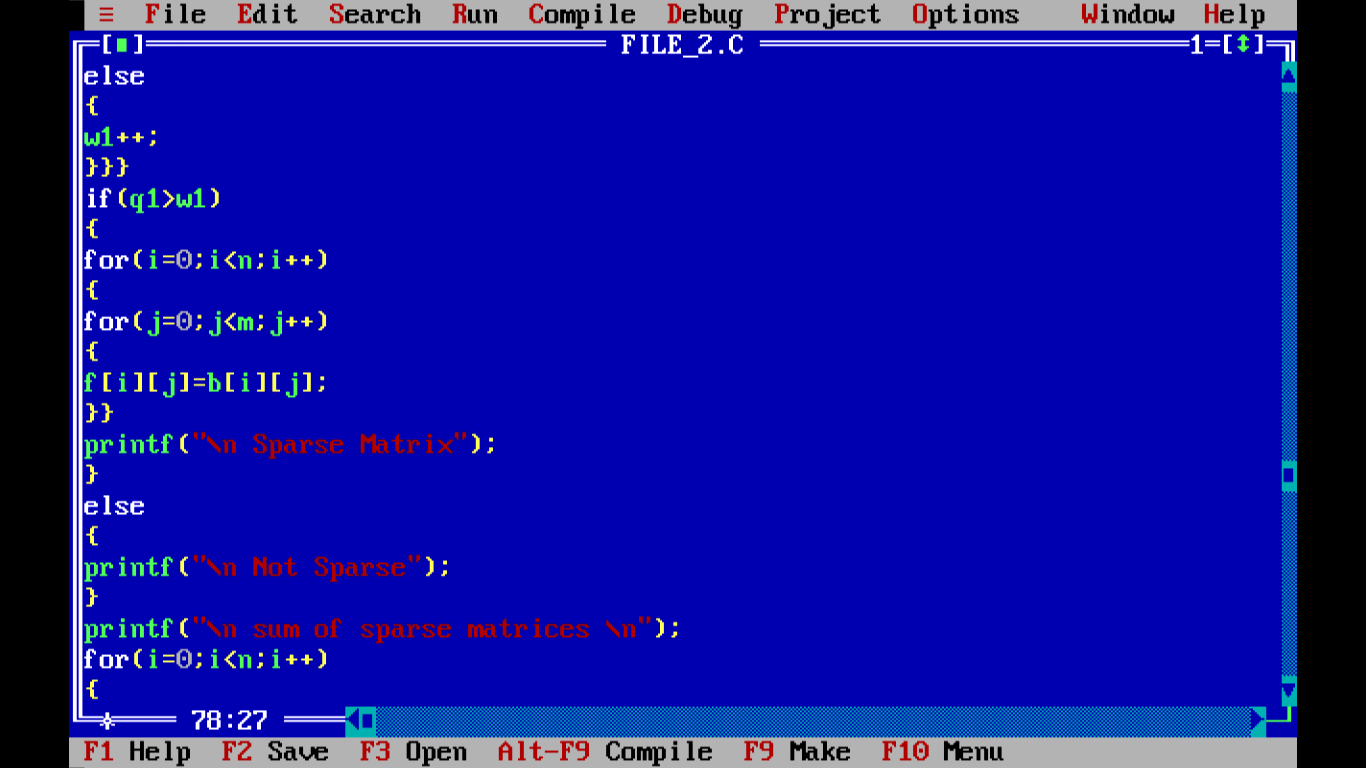 ≡ File Edit Search Run Compile Debug Project Options Window Help
[■] FILE_2.C 1=[↕]
else
{
w1++;
}}}
if(q1>w1)
{
for(i=0;i<n;i++)
{
for(j=0;j<m;j++)
{
f[i][j]=b[i][j];
}}
printf("\n Sparse Matrix");
}
else
{
printf("\n Not Sparse");
}
printf("\n sum of sparse matrices \n");
for(i=0;i<n;i++)
{
78:27
F1 Help F2 Save F3 Open Alt-F9 Compile F9 Make F10 Menu